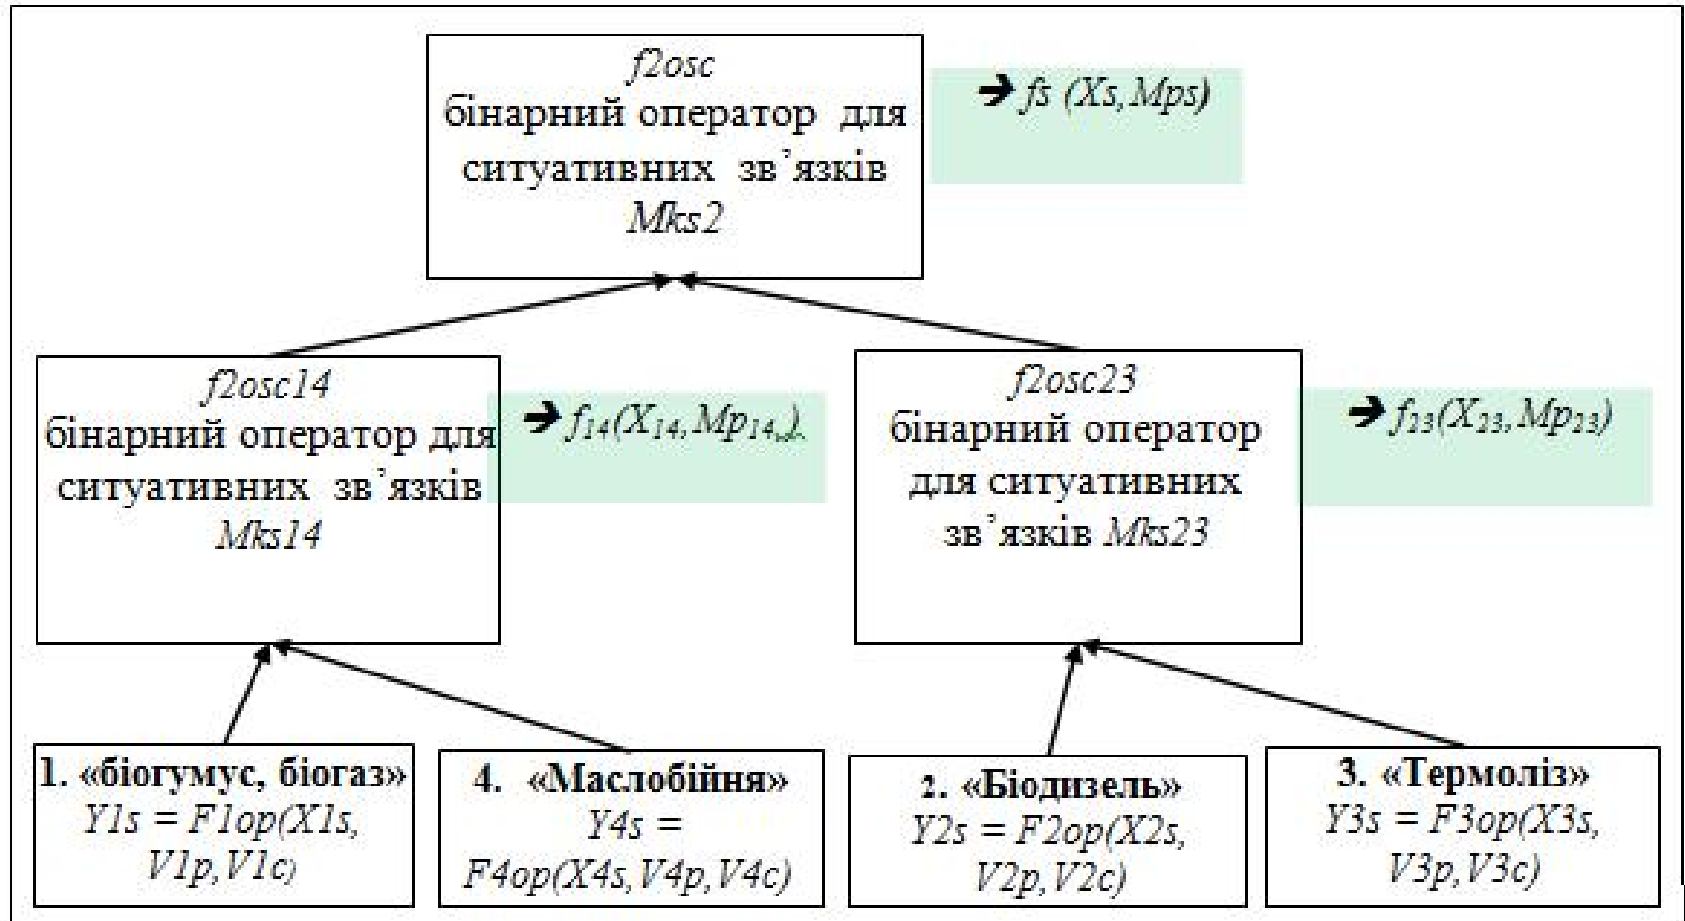 f2osc
бінарний оператор для
ситуативних зв’язків
Mks2
➔ fs (Xs, Mps)
f2osc14
бінарний оператор для
ситуативних зв’язків
Mks14
➔ f14(X14, Mp14,,).
f2osc23
бінарний оператор
для ситуативних
зв’язків Mks23
➔ f23(X23, Mp23)
1. «біогумус, біогаз»
Y1s = F1op(X1s,
V1p,V1c)
4. «Маслобійня»
Y4s =
F4op(X4s,V4p,V4c)
2. «Біодизель»
Y2s = F2op(X2s,
V2p,V2c)
3. «Термоліз»
Y3s = F3op(X3s,
V3p,V3c)